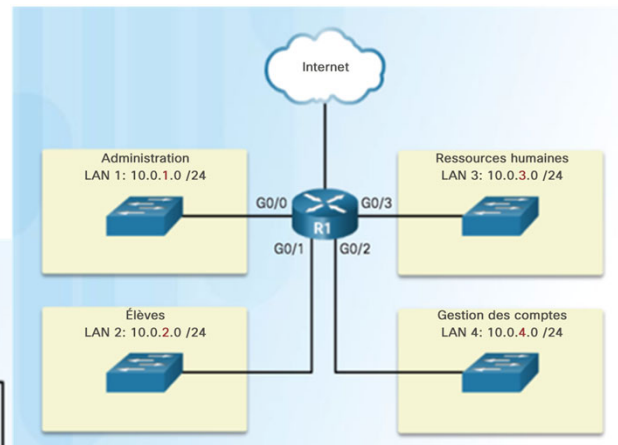 Internet
Administration
LAN 1: 10.0.1.0 /24
Ressources humaines
LAN 3: 10.0.3.0 /24
G0/0
G0/3
R1
G0/1
G0/2
Élèves
LAN 2: 10.0.2.0 /24
Gestion des comptes
LAN 4: 10.0.4.0 /24